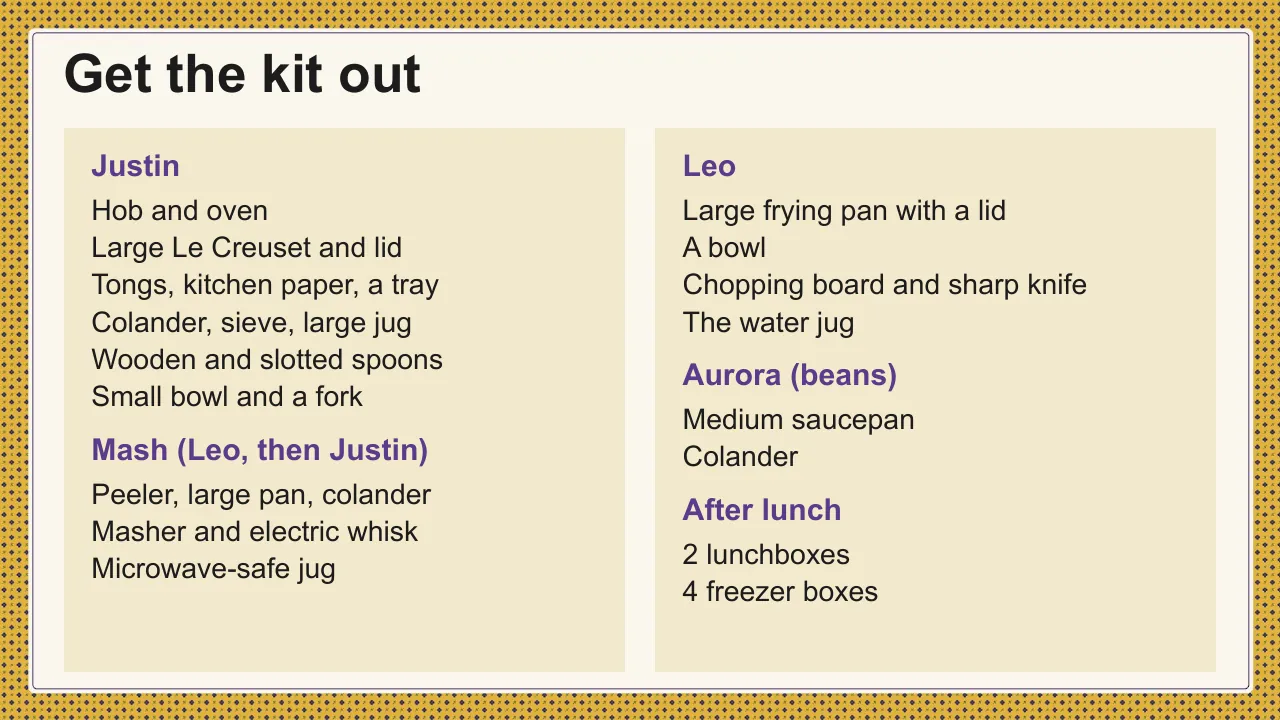 Get the kit out
Justin
Hob and oven
Large Le Creuset and lid
Tongs, kitchen paper, a tray
Colander, sieve, large jug
Wooden and slotted spoons
Small bowl and a fork
Mash (Leo, then Justin)
Peeler, large pan, colander
Masher and electric whisk
Microwave-safe jug
Leo
Large frying pan with a lid
A bowl
Chopping board and sharp knife
The water jug
Aurora (beans)
Medium saucepan
Colander
After lunch
2 lunchboxes
4 freezer boxes